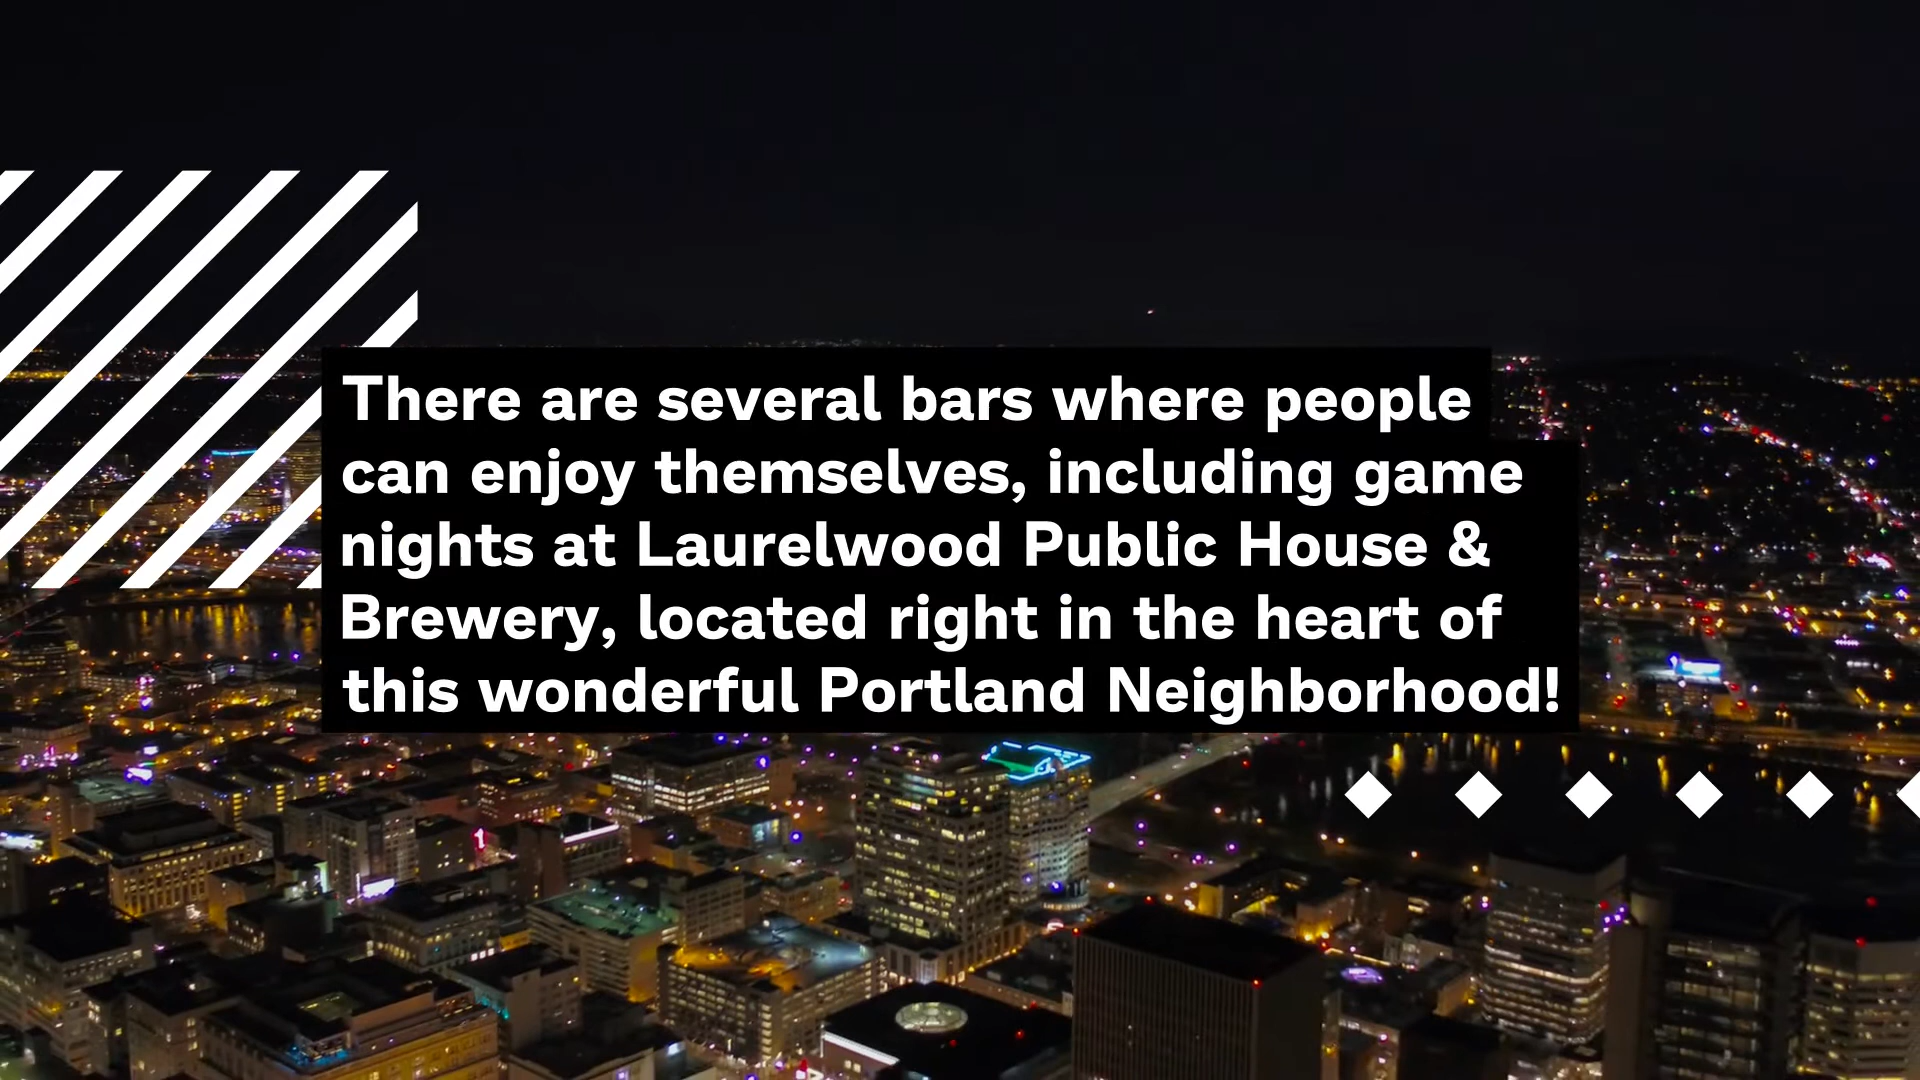 There are several bars where people
can enjoy themselves, including game
nights at Laurelwood Public House &
Brewery, located right in the heart of
this wonderful Portland Neighborhood!